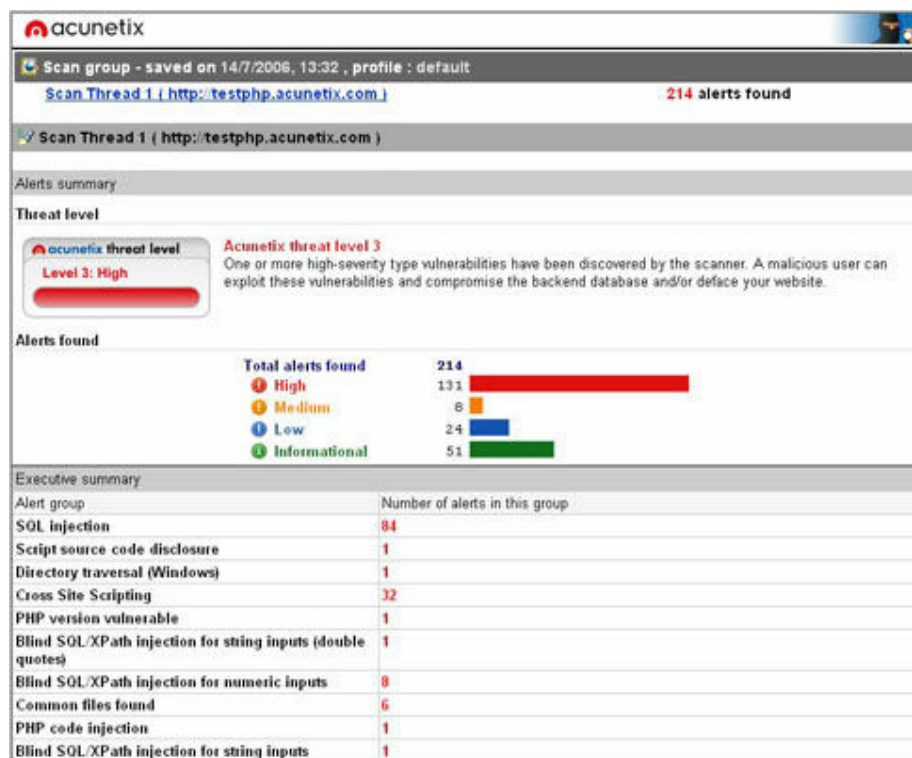 acunetix
Scan group - saved on 14/7/2006, 13:32 , profile : default
Scan Thread 1 ( http://testphp.acunetix.com ) 214 alerts found
Scan Thread 1 ( http://testphp.acunetix.com )
Alerts summary
Threat level
acunetix threat level
Level 3: High
Acunetix threat level 3
One or more high-severity type vulnerabilities have been discovered by the scanner. A malicious user can
exploit these vulnerabilities and compromise the backend database and/or deface your website.
Alerts found
Total alerts found 214
High 131
Medium 8
Low 24
Informational 51
Executive summary
Alert group Number of alerts in this group
SQL injection 84
Script source code disclosure 1
Directory traversal (Windows) 1
Cross Site Scripting 32
PHP version vulnerable 1
Blind SQL/XPath injection for string inputs (double 1
quotes)
Blind SQL/XPath injection for numeric inputs 8
Common files found 6
PHP code injection 1
Blind SQL/XPath injection for string inputs 1